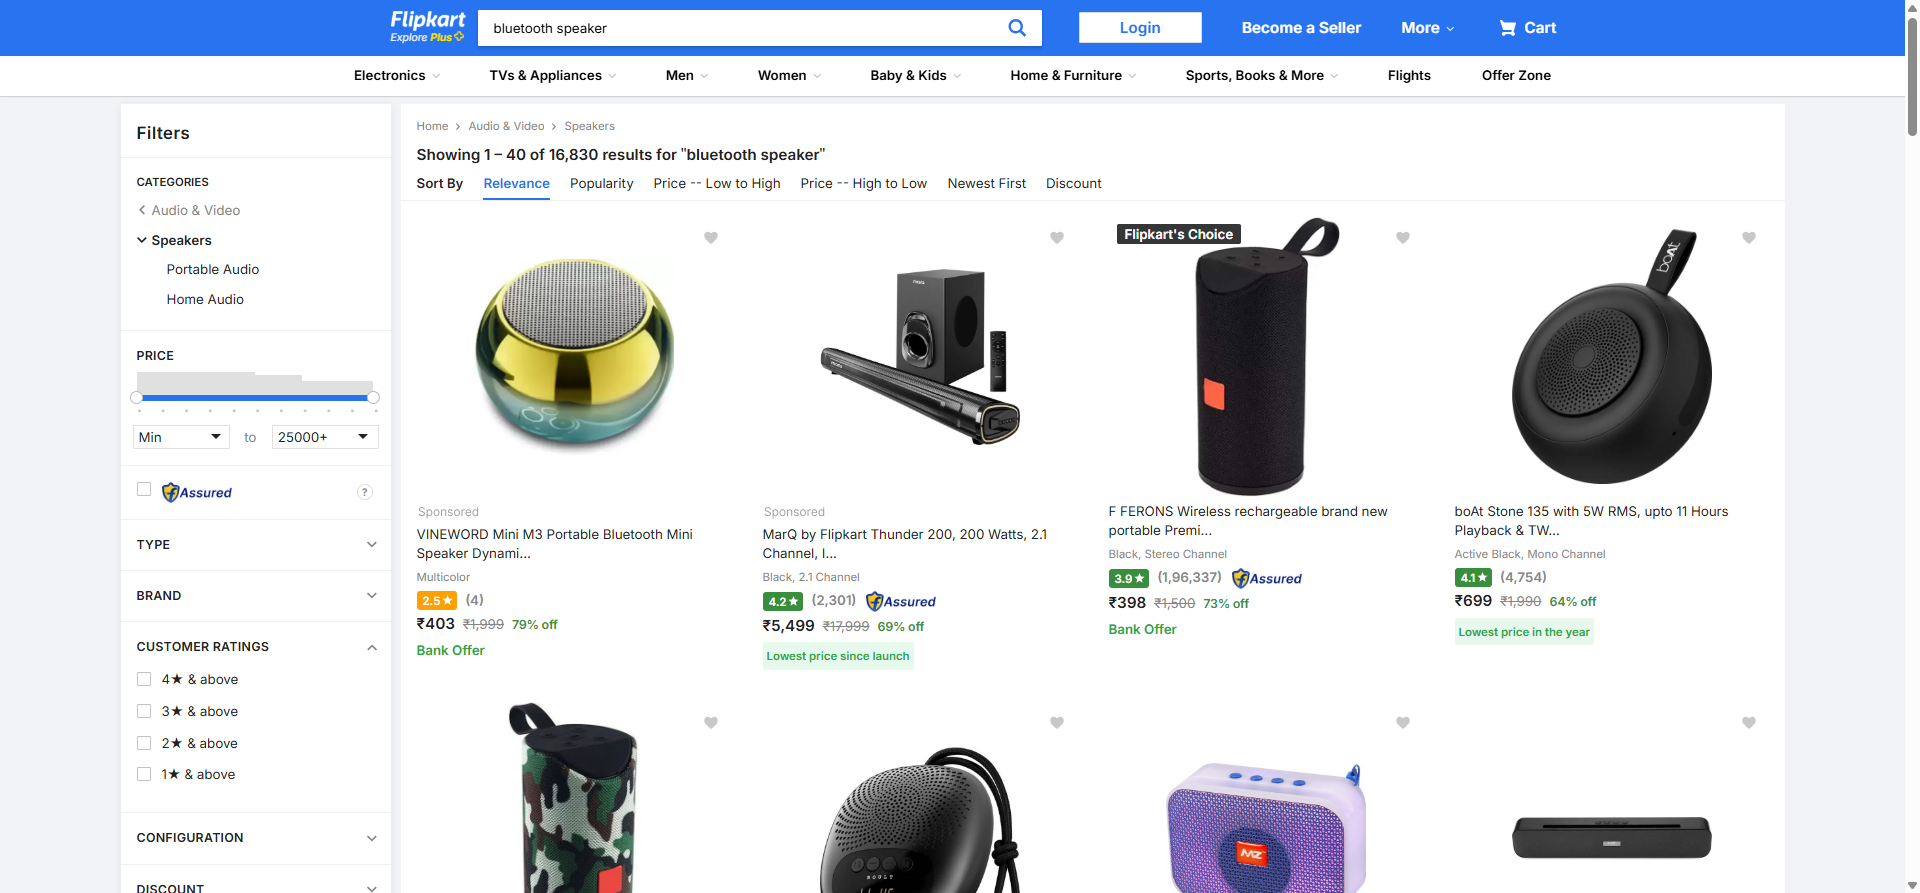 Flipkart
Explore Plus
bluetooth speaker
Login
Become a Seller
More
Cart
Electronics
TVs & Appliances
Men
Women
Baby & Kids
Home & Furniture
Sports, Books & More
Flights
Offer Zone
Filters
CATEGORIES
Audio & Video
Speakers
Portable Audio
Home Audio
PRICE
Min
to
25000+
Assured
?
TYPE
BRAND
CUSTOMER RATINGS
4★ & above
3★ & above
2★ & above
1★ & above
CONFIGURATION
DISCOUNT
Home > Audio & Video > Speakers
Showing 1 – 40 of 16,830 results for "bluetooth speaker"
Sort By
Relevance
Popularity
Price -- Low to High
Price -- High to Low
Newest First
Discount
Sponsored
VINEWORD Mini M3 Portable Bluetooth Mini
Speaker Dynami...
Multicolor
2.5★ (4)
₹403 ₹1,999 79% off
Bank Offer
Sponsored
MarQ by Flipkart Thunder 200, 200 Watts, 2.1
Channel, I...
Black, 2.1 Channel
4.2★ (2,301) Assured
₹5,499 ₹17,999 69% off
Lowest price since launch
Flipkart's Choice
F FERONS Wireless rechargeable brand new
portable Premi...
Black, Stereo Channel
3.9★ (1,96,337) Assured
₹398 ₹1,500 73% off
Bank Offer
boAt
boAt Stone 135 with 5W RMS, upto 11 Hours
Playback & TW...
Active Black, Mono Channel
4.1★ (4,754)
₹699 ₹1,990 64% off
Lowest price in the year
BOULT
MZ